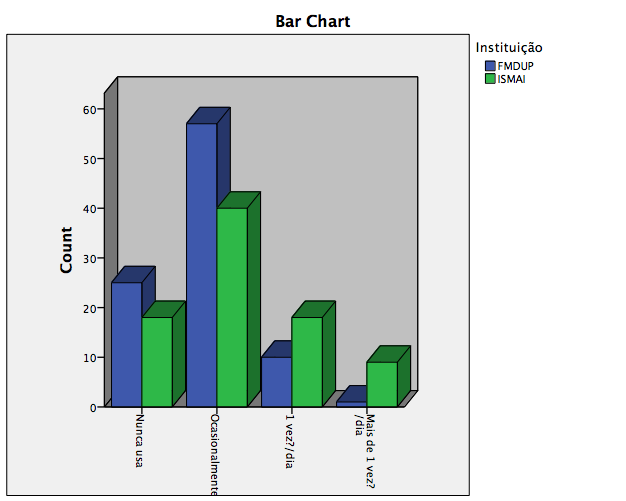 Bar Chart
Instituição
FMDUP
ISMAI
Count
60
50
40
30
20
10
0
Nunca usa
Ocasionalmente
1 vez?/dia
Mais de 1 vez?
/dia